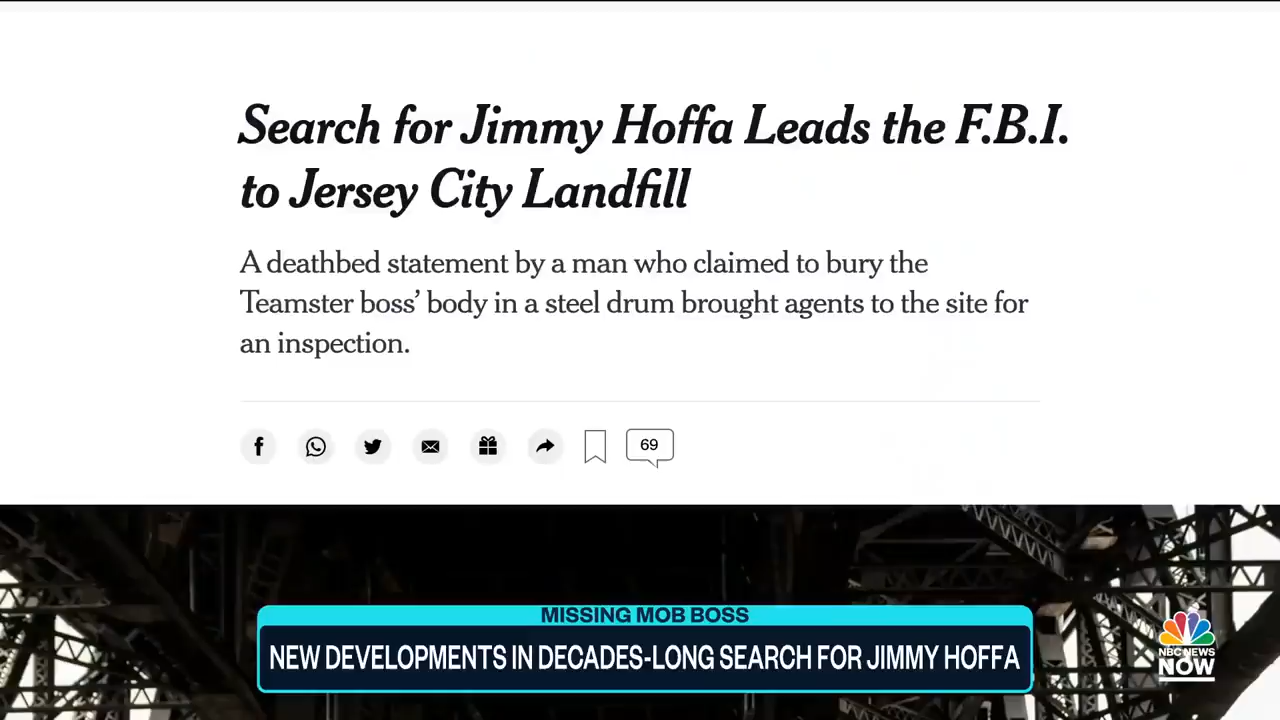 Search for Jimmy Hoffa Leads the F.B.I.
to Jersey City Landfill
A deathbed statement by a man who claimed to bury the
Teamster boss’ body in a steel drum brought agents to the site for
an inspection.
69
MISSING MOB BOSS
NEW DEVELOPMENTS IN DECADES-LONG SEARCH FOR JIMMY HOFFA
NBC NEWS
NOW